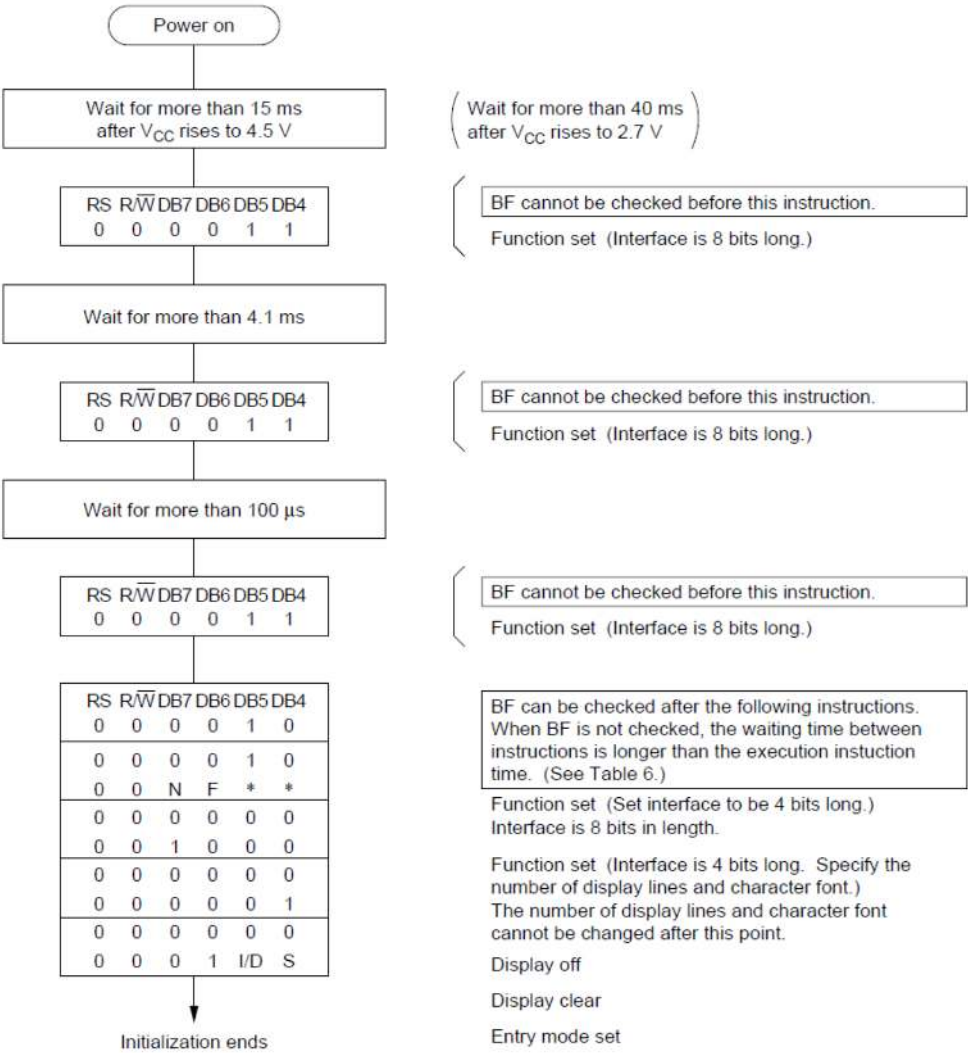 Power on
Wait for more than 15 ms
after VCC rises to 4.5 V
Wait for more than 40 ms
after VCC rises to 2.7 V
RS R/W̅ DB7 DB6 DB5 DB4
0 0 0 0 1 1
BF cannot be checked before this instruction.
Function set (Interface is 8 bits long.)
Wait for more than 4.1 ms
RS R/W̅ DB7 DB6 DB5 DB4
0 0 0 0 1 1
BF cannot be checked before this instruction.
Function set (Interface is 8 bits long.)
Wait for more than 100 µs
RS R/W̅ DB7 DB6 DB5 DB4
0 0 0 0 1 1
BF cannot be checked before this instruction.
Function set (Interface is 8 bits long.)
RS R/W̅ DB7 DB6 DB5 DB4
0 0 0 0 1 0
0 0 0 0 1 0
0 0 N F * *
0 0 0 0 0 0
0 0 1 0 0 0
0 0 0 0 0 0
0 0 0 0 0 1
0 0 0 0 0 0
0 0 0 1 I/D S
Initialization ends
BF can be checked after the following instructions.
When BF is not checked, the waiting time between
instructions is longer than the execution instuction
time. (See Table 6.)
Function set (Set interface to be 4 bits long.)
Interface is 8 bits in length.
Function set (Interface is 4 bits long. Specify the
number of display lines and character font.)
The number of display lines and character font
cannot be changed after this point.
Display off
Display clear
Entry mode set